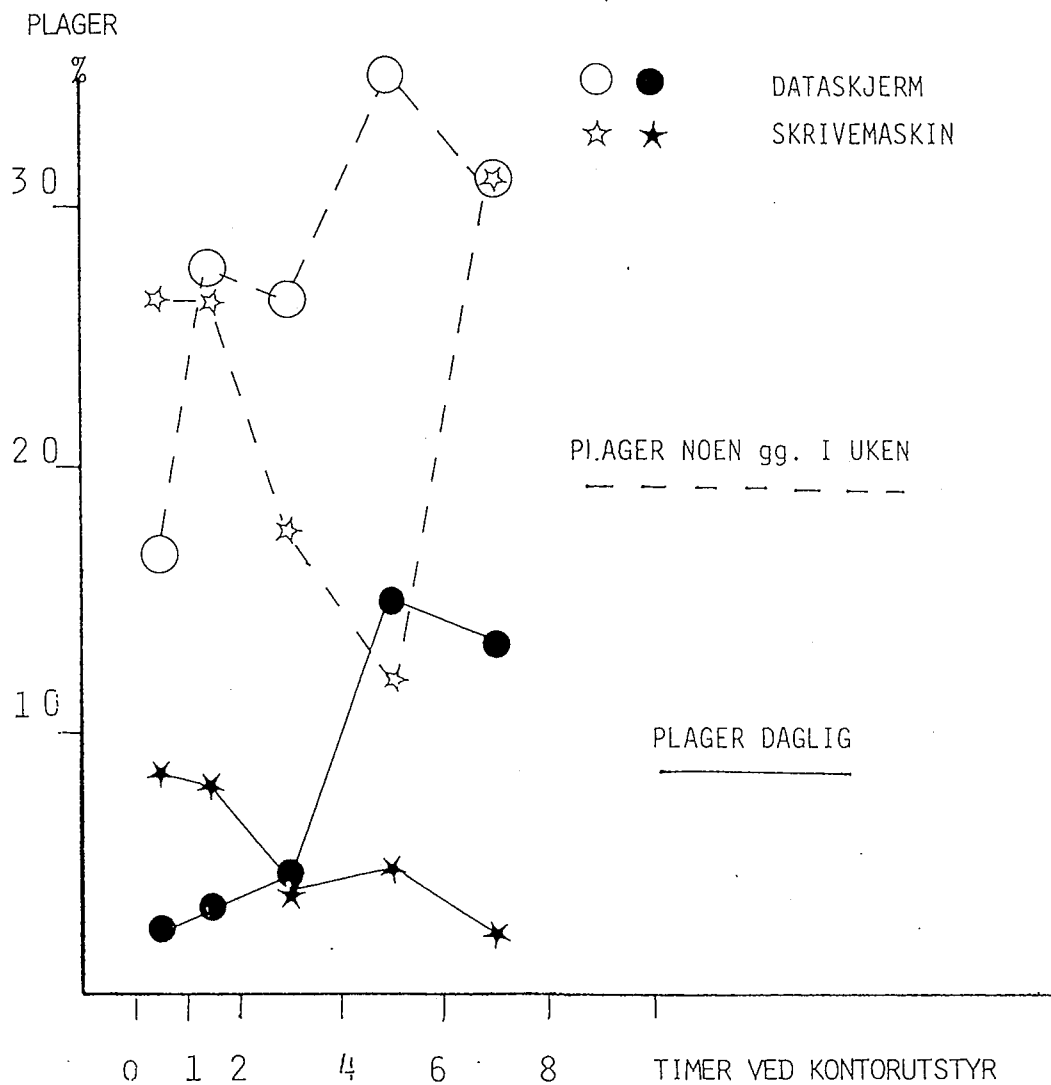 PLAGER
%
DATASKJERM
SKRIVEMASKIN
30
20
PLAGER NOEN gg. I UKEN
10
PLAGER DAGLIG
0 1 2 4 6 8 TIMER VED KONTORUTSTYR